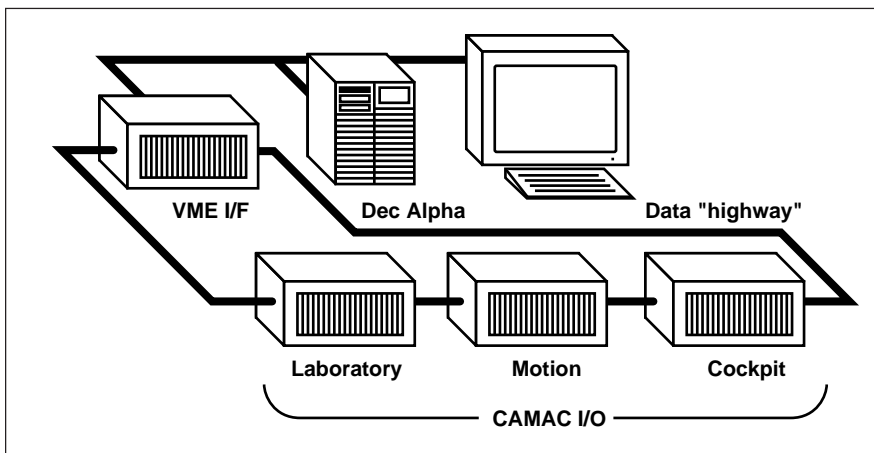 VME I/F
Dec Alpha
Data "highway"
Laboratory
Motion
Cockpit
CAMAC I/O